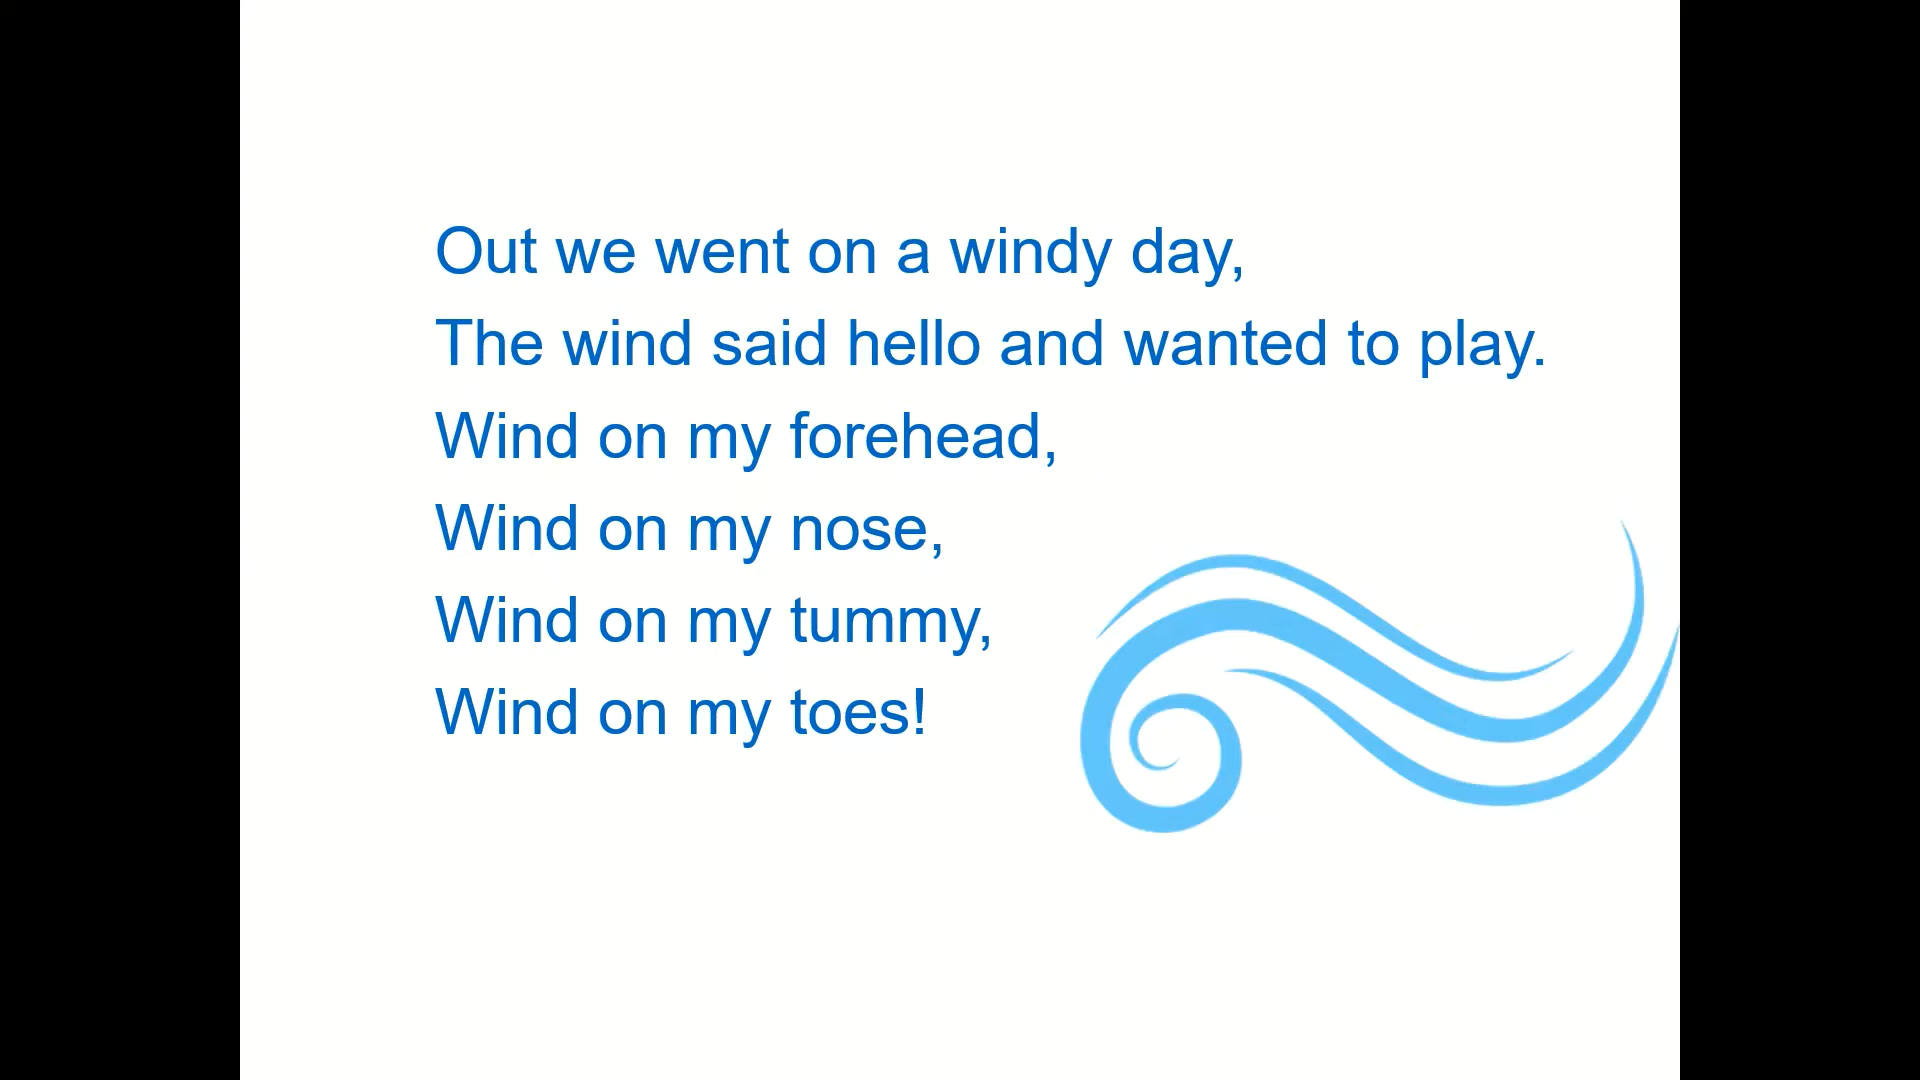 Out we went on a windy day,
The wind said hello and wanted to play.
Wind on my forehead,
Wind on my nose,
Wind on my tummy,
Wind on my toes!